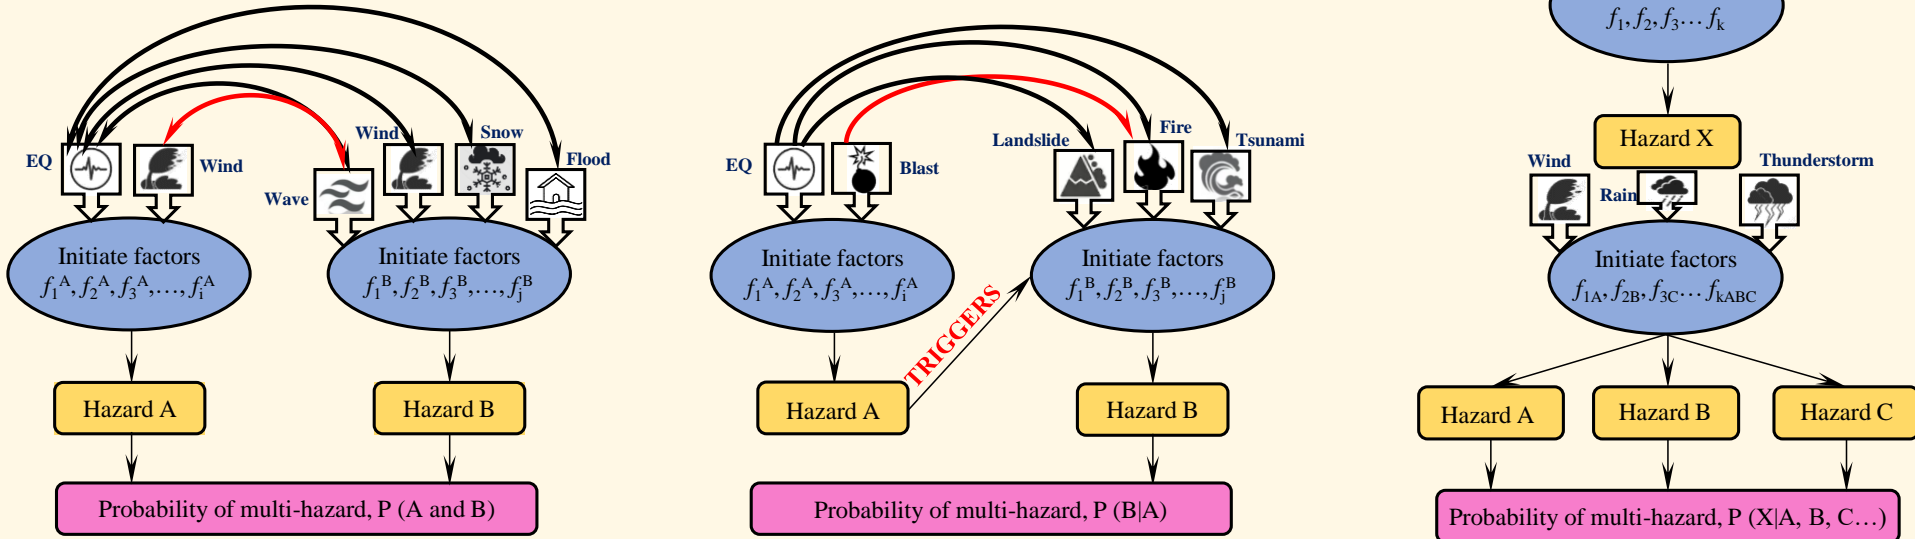 EQ
Wind
Wave
Wind
Snow
Flood
Initiate factors
f₁ᴬ, f₂ᴬ, f₃ᴬ,…, fᵢᴬ
Initiate factors
f₁ᴮ, f₂ᴮ, f₃ᴮ,…, fⱼᴮ
Hazard A
Hazard B
Probability of multi-hazard, P (A and B)
EQ
Blast
Landslide
Fire
Tsunami
Initiate factors
f₁ᴬ, f₂ᴬ, f₃ᴬ,…, fᵢᴬ
Initiate factors
f₁ᴮ, f₂ᴮ, f₃ᴮ,…, fⱼᴮ
TRIGGERS
Hazard A
Hazard B
Probability of multi-hazard, P (B|A)
f₁, f₂, f₃… fₖ
Hazard X
Wind
Rain
Thunderstorm
Initiate factors
f1A, f2B, f3C… fkABC
Hazard A
Hazard B
Hazard C
Probability of multi-hazard, P (X|A, B, C…)